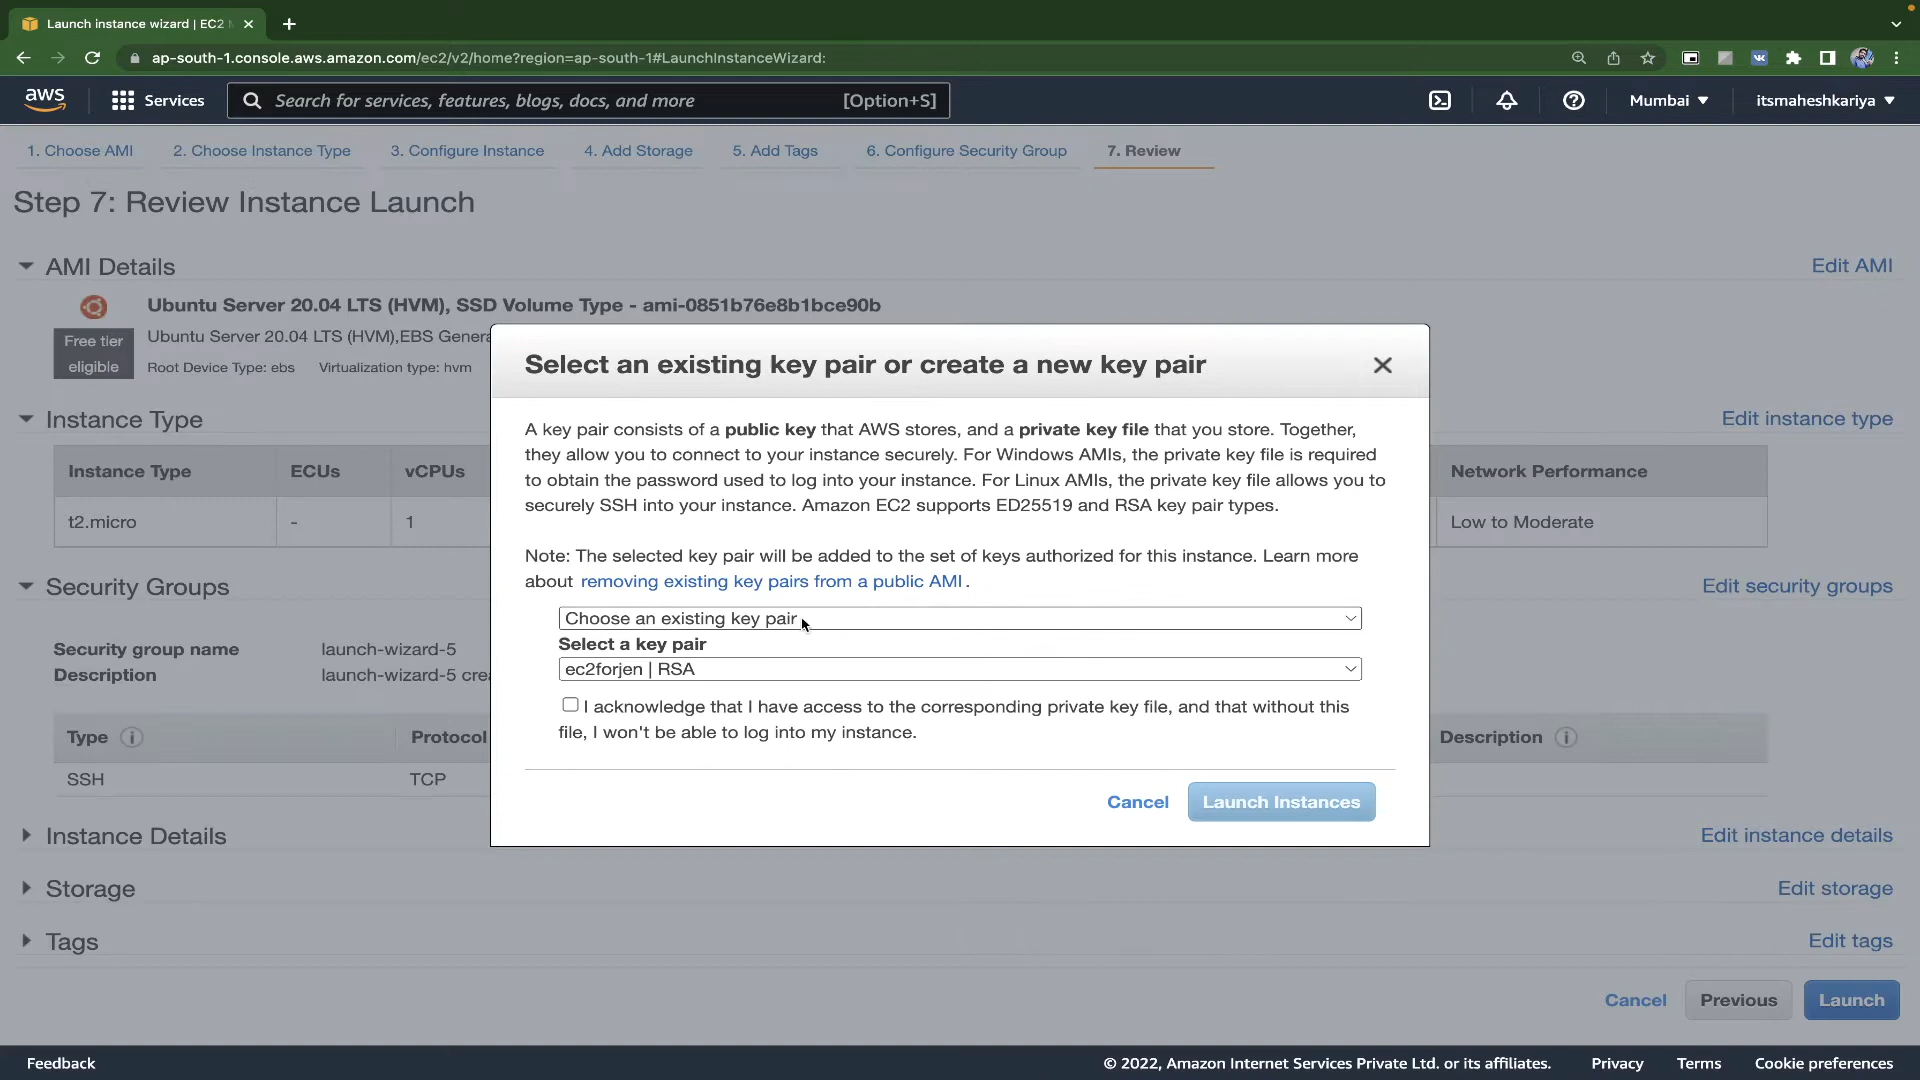 Launch instance wizard | EC2
ap-south-1.console.aws.amazon.com/ec2/v2/home?region=ap-south-1#LaunchInstanceWizard:
aws Services Search for services, features, blogs, docs, and more [Option+S] Mumbai itsmaheshkariya
1. Choose AMI 2. Choose Instance Type 3. Configure Instance 4. Add Storage 5. Add Tags 6. Configure Security Group 7. Review
Step 7: Review Instance Launch
AMI Details Edit AMI
Ubuntu Server 20.04 LTS (HVM), SSD Volume Type - ami-0851b76e8b1bce90b
Free tier eligible
Ubuntu Server 20.04 LTS (HVM),EBS Genera
Root Device Type: ebs Virtualization type: hvm
Select an existing key pair or create a new key pair
A key pair consists of a public key that AWS stores, and a private key file that you store. Together,
they allow you to connect to your instance securely. For Windows AMIs, the private key file is required
to obtain the password used to log into your instance. For Linux AMIs, the private key file allows you to
securely SSH into your instance. Amazon EC2 supports ED25519 and RSA key pair types.
Note: The selected key pair will be added to the set of keys authorized for this instance. Learn more
about removing existing key pairs from a public AMI .
Choose an existing key pair
Select a key pair
ec2forjen | RSA
I acknowledge that I have access to the corresponding private key file, and that without this
file, I won't be able to log into my instance.
Cancel Launch Instances
Instance Type Edit instance type
Instance Type ECUs vCPUs Network Performance
t2.micro - 1 Low to Moderate
Security Groups Edit security groups
Security group name launch-wizard-5
Description launch-wizard-5 crea
Type Protocol Description
SSH TCP
Instance Details Edit instance details
Storage Edit storage
Tags Edit tags
Cancel Previous Launch
Feedback © 2022, Amazon Internet Services Private Ltd. or its affiliates. Privacy Terms Cookie preferences